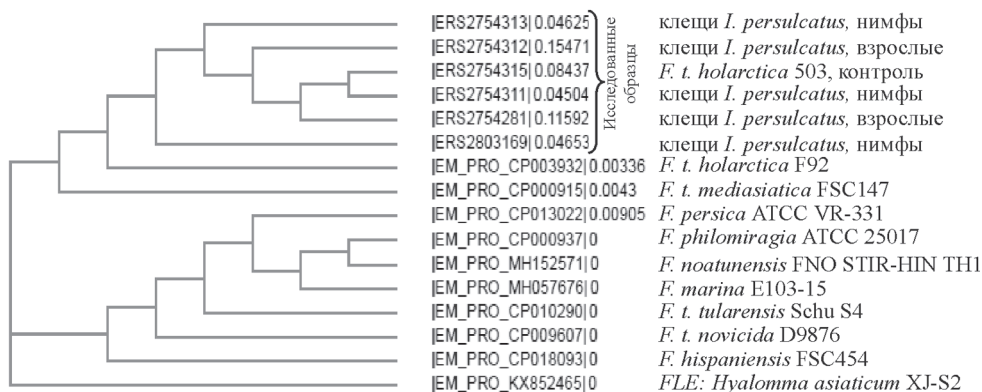 |ERS2754313|0.04625 клещи I. persulcatus, нимфы
|ERS2754312|0.15471 клещи I. persulcatus, взрослые
|ERS2754315|0.08437 F. t. holarctica 503, контроль
|ERS2754311|0.04504 клещи I. persulcatus, нимфы
|ERS2754281|0.11592 клещи I. persulcatus, взрослые
|ERS2803169|0.04653 клещи I. persulcatus, нимфы
Исследованные
образцы
|EM_PRO_CP003932|0.00336 F. t. holarctica F92
|EM_PRO_CP000915|0.0043 F. t. mediasiatica FSC147
|EM_PRO_CP013022|0.00905 F. persica ATCC VR-331
|EM_PRO_CP000937|0 F. philomiragia ATCC 25017
|EM_PRO_MH152571|0 F. noatunensis FNO STIR-HIN TH1
|EM_PRO_MH057676|0 F. marina E103-15
|EM_PRO_CP010290|0 F. t. tularensis Schu S4
|EM_PRO_CP009607|0 F. t. novicida D9876
|EM_PRO_CP018093|0 F. hispaniensis FSC454
|EM_PRO_KX852465|0 FLE: Hyalomma asiaticum XJ-S2